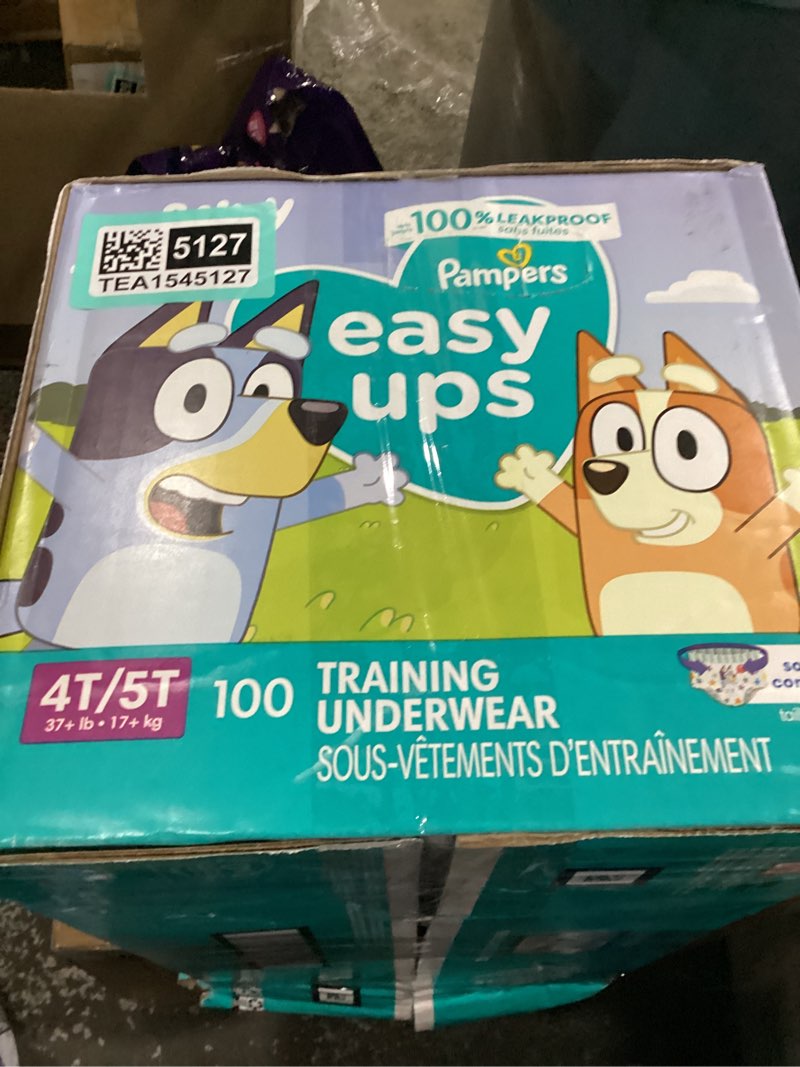 5127
TEA1545127
100% LEAKPROOF
sans fuites
Pampers
easy
ups
4T/5T
37+ lb • 17+ kg
100
TRAINING
UNDERWEAR
SOUS-VÊTEMENTS D'ENTRAÎNEMENT